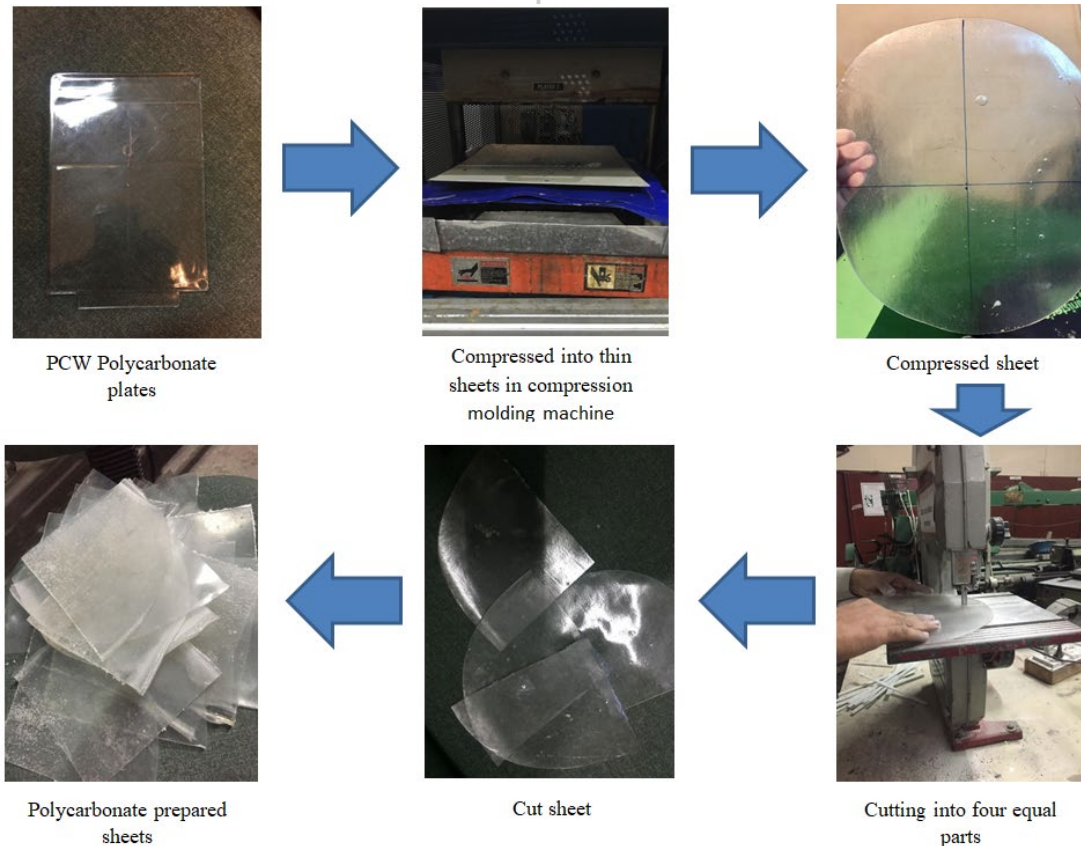 PCW Polycarbonate
plates
Compressed into thin
sheets in compression
molding machine
Compressed sheet
Polycarbonate prepared
sheets
Cut sheet
Cutting into four equal
parts